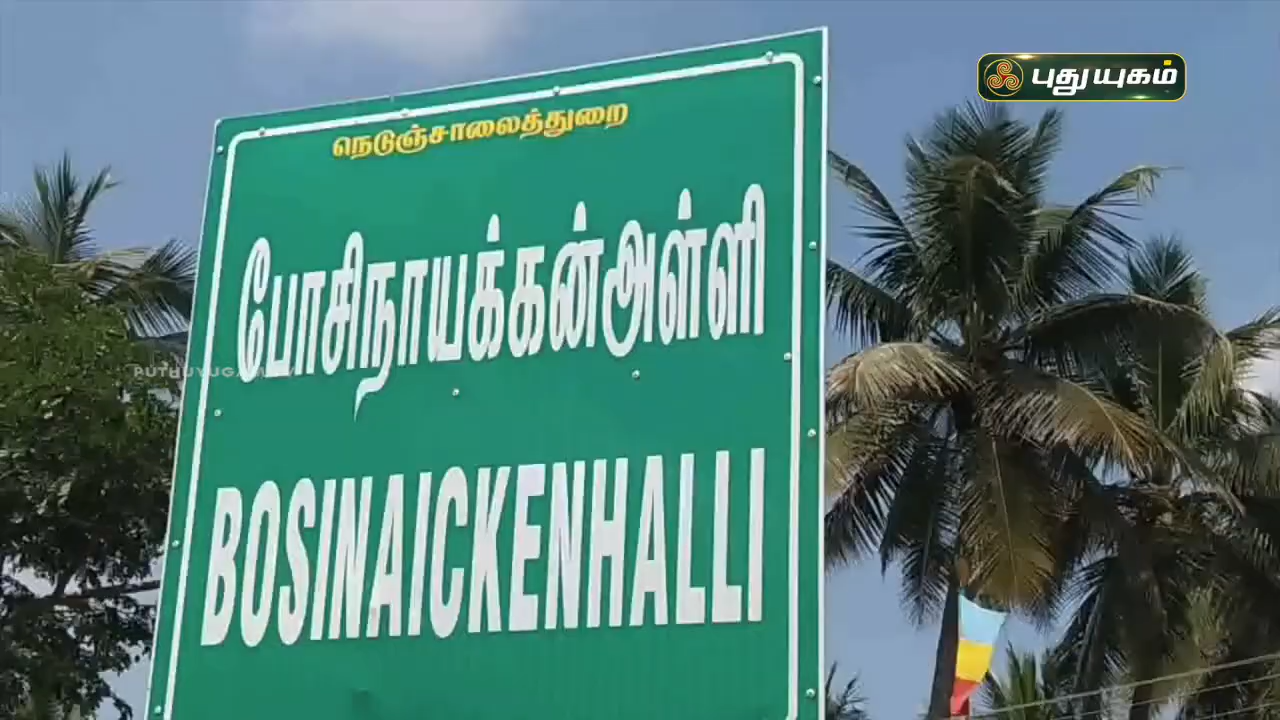 புதுயுகம்
நெடுஞ்சாலைத்துறை
போசிநாயக்கன்அள்ளி
BOSINAICKENHALLI